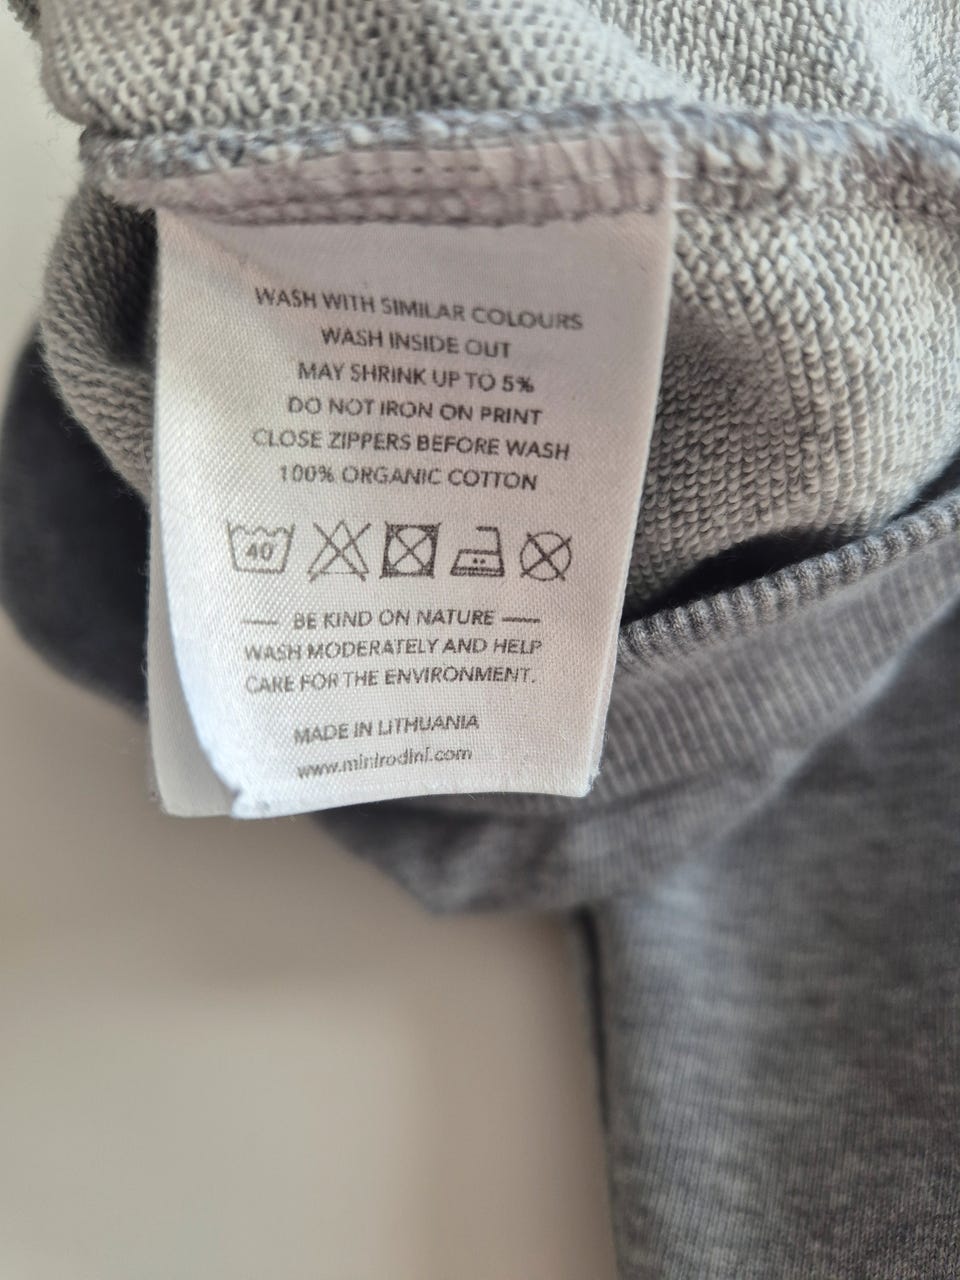 WASH WITH SIMILAR COLOURS
WASH INSIDE OUT
MAY SHRINK UP TO 5%
DO NOT IRON ON PRINT
CLOSE ZIPPERS BEFORE WASH
100% ORGANIC COTTON
40
BE KIND ON NATURE
WASH MODERATELY AND HELP
CARE FOR THE ENVIRONMENT.
MADE IN LITHUANIA
www.minirodini.com